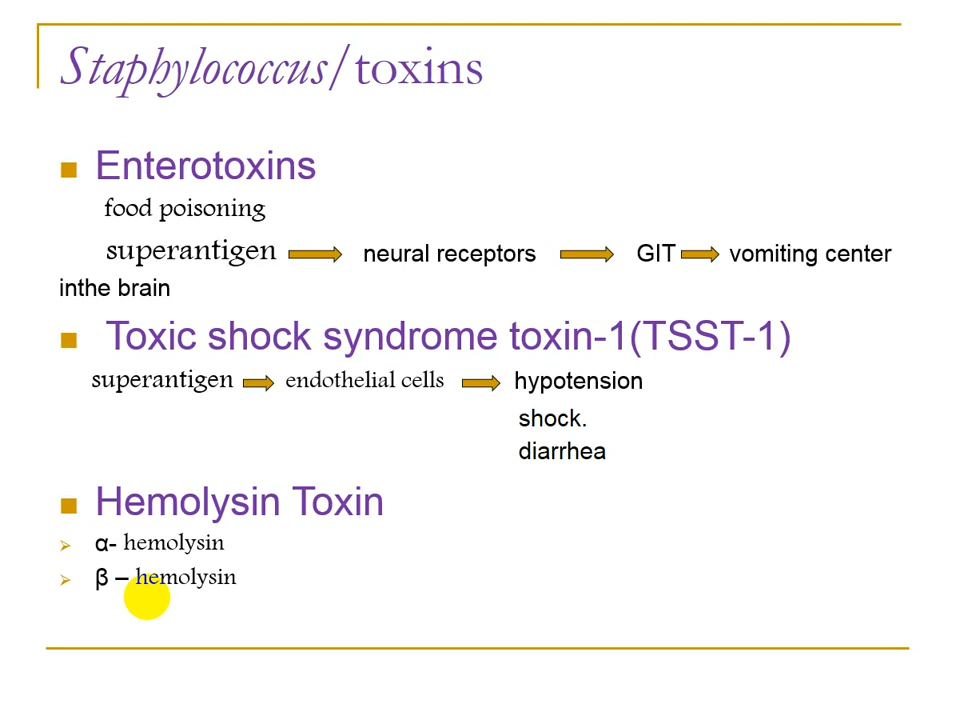 Staphylococcus/toxins
Enterotoxins
food poisoning
superantigen neural receptors GIT vomiting center
inthe brain
Toxic shock syndrome toxin-1(TSST-1)
superantigen endothelial cells hypotension
shock.
diarrhea
Hemolysin Toxin
α- hemolysin
β – hemolysin